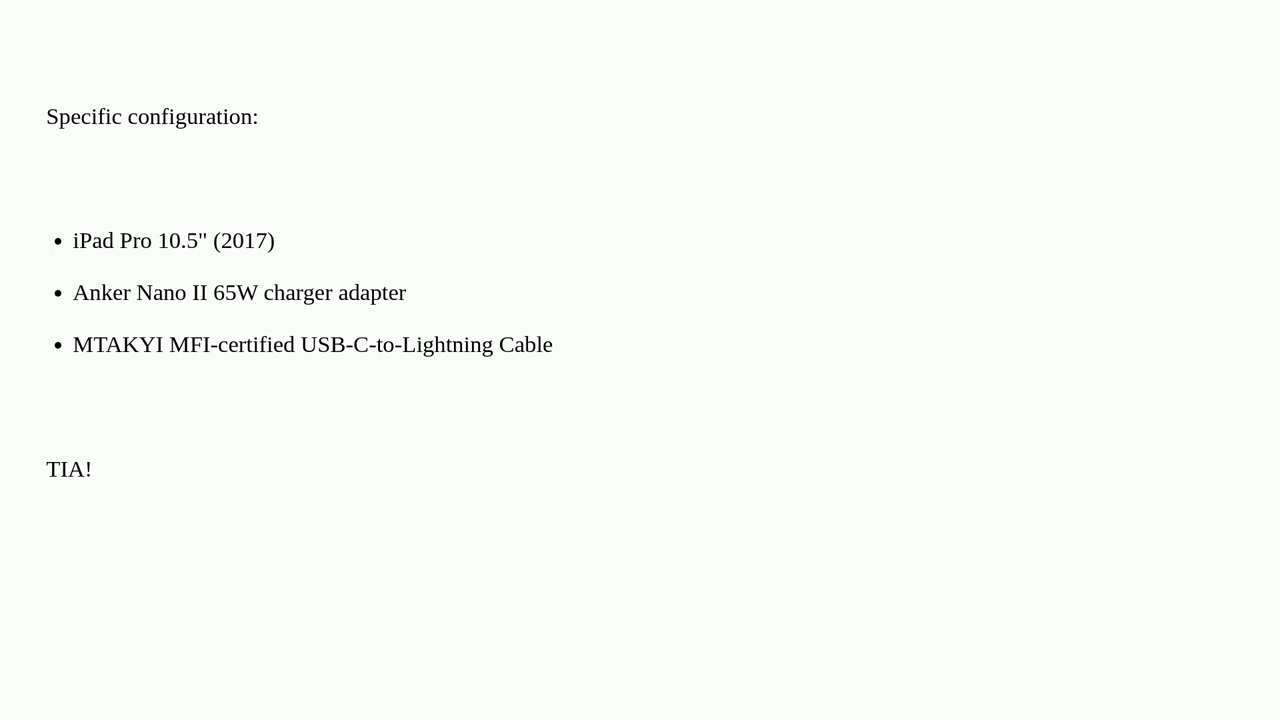 Specific configuration:
• iPad Pro 10.5" (2017)
• Anker Nano II 65W charger adapter
• MTAKYI MFI-certified USB-C-to-Lightning Cable
TIA!